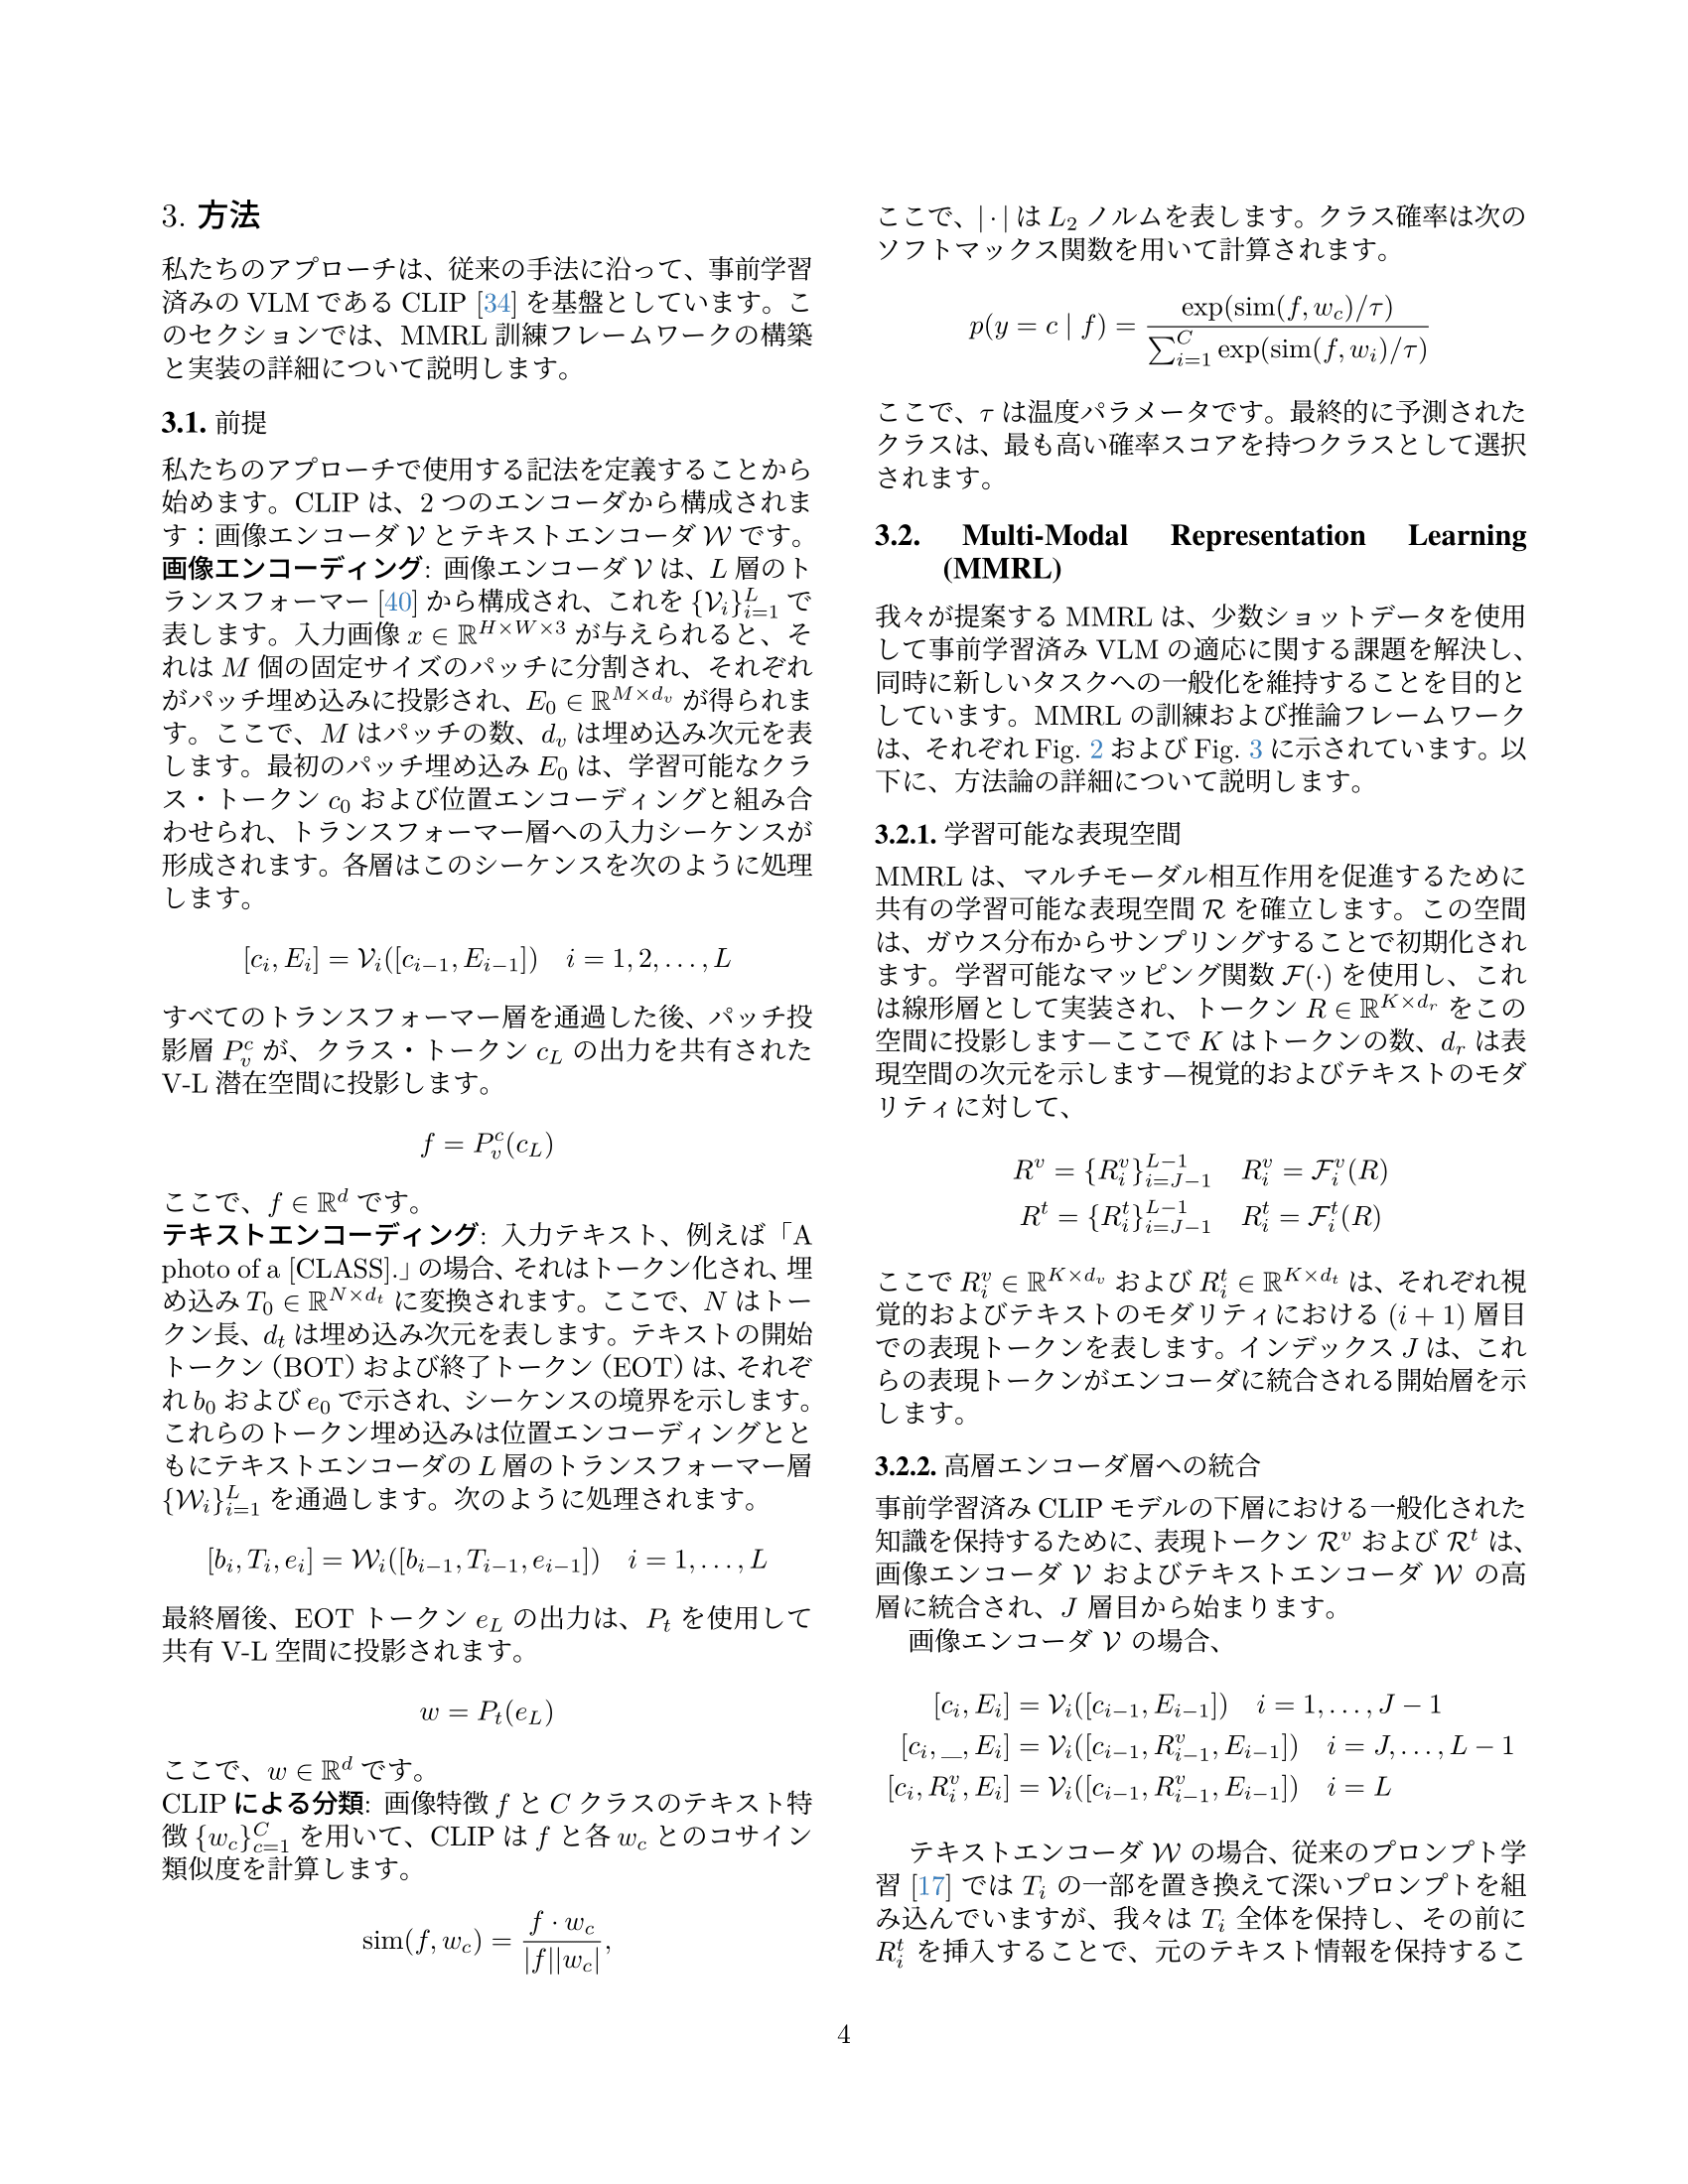 3. 方法
私たちのアプローチは、従来の手法に沿って、事前学習
済みの VLM である CLIP [34] を基盤としています。こ
のセクションでは、MMRL 訓練フレームワークの構築
と実装の詳細について説明します。
3.1. 前提
私たちのアプローチで使用する記法を定義することから
始めます。CLIP は、2 つのエンコーダから構成されま
す：画像エンコーダ 𝒱 とテキストエンコーダ 𝒲 です。
画像エンコーディング: 画像エンコーダ 𝒱 は、L 層のト
ランスフォーマー [40] から構成され、これを {𝒱_i}_{i=1}^L で
表します。入力画像 x ∈ ℝ^{H×W×3} が与えられると、そ
れは M 個の固定サイズのパッチに分割され、それぞれ
がパッチ埋め込みに投影され、E_0 ∈ ℝ^{M×d_v} が得られま
す。ここで、M はパッチの数、d_v は埋め込み次元を表
します。最初のパッチ埋め込み E_0 は、学習可能なクラ
ス・トークン c_0 および位置エンコーディングと組み合
わせられ、トランスフォーマー層への入力シーケンスが
形成されます。各層はこのシーケンスを次のように処理
します。
[c_i, E_i] = 𝒱_i([c_{i−1}, E_{i−1}]) i = 1, 2, . . . , L
すべてのトランスフォーマー層を通過した後、パッチ投
影層 P_v^c が、クラス・トークン c_L の出力を共有された
V-L 潜在空間に投影します。
f = P_v^c(c_L)
ここで、f ∈ ℝ^d です。
テキストエンコーディング: 入力テキスト、例えば「A
photo of a [CLASS].」の場合、それはトークン化され、埋
め込み T_0 ∈ ℝ^{N×d_t} に変換されます。ここで、N はトー
クン長、d_t は埋め込み次元を表します。テキストの開始
トークン（BOT）および終了トークン（EOT）は、それぞ
れ b_0 および e_0 で示され、シーケンスの境界を示します。
これらのトークン埋め込みは位置エンコーディングとと
もにテキストエンコーダの L 層のトランスフォーマー層
{𝒲_i}_{i=1}^L を通過します。次のように処理されます。
[b_i, T_i, e_i] = 𝒲_i([b_{i−1}, T_{i−1}, e_{i−1}]) i = 1, . . . , L
最終層後、EOT トークン e_L の出力は、P_t を使用して
共有 V-L 空間に投影されます。
w = P_t(e_L)
ここで、w ∈ ℝ^d です。
CLIP による分類: 画像特徴 f と C クラスのテキスト特
徴 {w_c}_{c=1}^C を用いて、CLIP は f と各 w_c とのコサイン
類似度を計算します。
sim(f, w_c) = \frac{f · w_c}{|f||w_c|},
ここで、| · | は L_2 ノルムを表します。クラス確率は次の
ソフトマックス関数を用いて計算されます。
p(y = c | f) = \frac{exp(sim(f, w_c)/τ)}{∑_{i=1}^C exp(sim(f, w_i)/τ)}
ここで、τ は温度パラメータです。最終的に予測された
クラスは、最も高い確率スコアを持つクラスとして選択
されます。
3.2. Multi-Modal Representation Learning
(MMRL)
我々が提案する MMRL は、少数ショットデータを使用
して事前学習済み VLM の適応に関する課題を解決し、
同時に新しいタスクへの一般化を維持することを目的と
しています。MMRL の訓練および推論フレームワーク
は、それぞれ Fig. 2 および Fig. 3 に示されています。以
下に、方法論の詳細について説明します。
3.2.1. 学習可能な表現空間
MMRL は、マルチモーダル相互作用を促進するために
共有の学習可能な表現空間 ℛ を確立します。この空間
は、ガウス分布からサンプリングすることで初期化され
ます。学習可能なマッピング関数 ℱ(·) を使用し、これ
は線形層として実装され、トークン R ∈ ℝ^{K×d_r} をこの
空間に投影します—ここで K はトークンの数、d_r は表
現空間の次元を示します—視覚的およびテキストのモダ
リティに対して、
R^v = {R_i^v}_{i=J−1}^{L−1} R_i^v = ℱ_i^v(R)
R^t = {R_i^t}_{i=J−1}^{L−1} R_i^t = ℱ_i^t(R)
ここで R_i^v ∈ ℝ^{K×d_v} および R_i^t ∈ ℝ^{K×d_t} は、それぞれ視
覚的およびテキストのモダリティにおける (i + 1) 層目
での表現トークンを表します。インデックス J は、これ
らの表現トークンがエンコーダに統合される開始層を示
します。
3.2.2. 高層エンコーダ層への統合
事前学習済み CLIP モデルの下層における一般化された
知識を保持するために、表現トークン ℛ^v および ℛ^t は、
画像エンコーダ 𝒱 およびテキストエンコーダ 𝒲 の高
層に統合され、J 層目から始まります。
画像エンコーダ 𝒱 の場合、
[c_i, E_i] = 𝒱_i([c_{i−1}, E_{i−1}]) i = 1, . . . , J − 1
[c_i, _, E_i] = 𝒱_i([c_{i−1}, R_{i−1}^v, E_{i−1}]) i = J, . . . , L − 1
[c_i, R_i^v, E_i] = 𝒱_i([c_{i−1}, R_{i−1}^v, E_{i−1}]) i = L
テキストエンコーダ 𝒲 の場合、従来のプロンプト学
習 [17] では T_i の一部を置き換えて深いプロンプトを組
み込んでいますが、我々は T_i 全体を保持し、その前に
R_i^t を挿入することで、元のテキスト情報を保持するこ
4